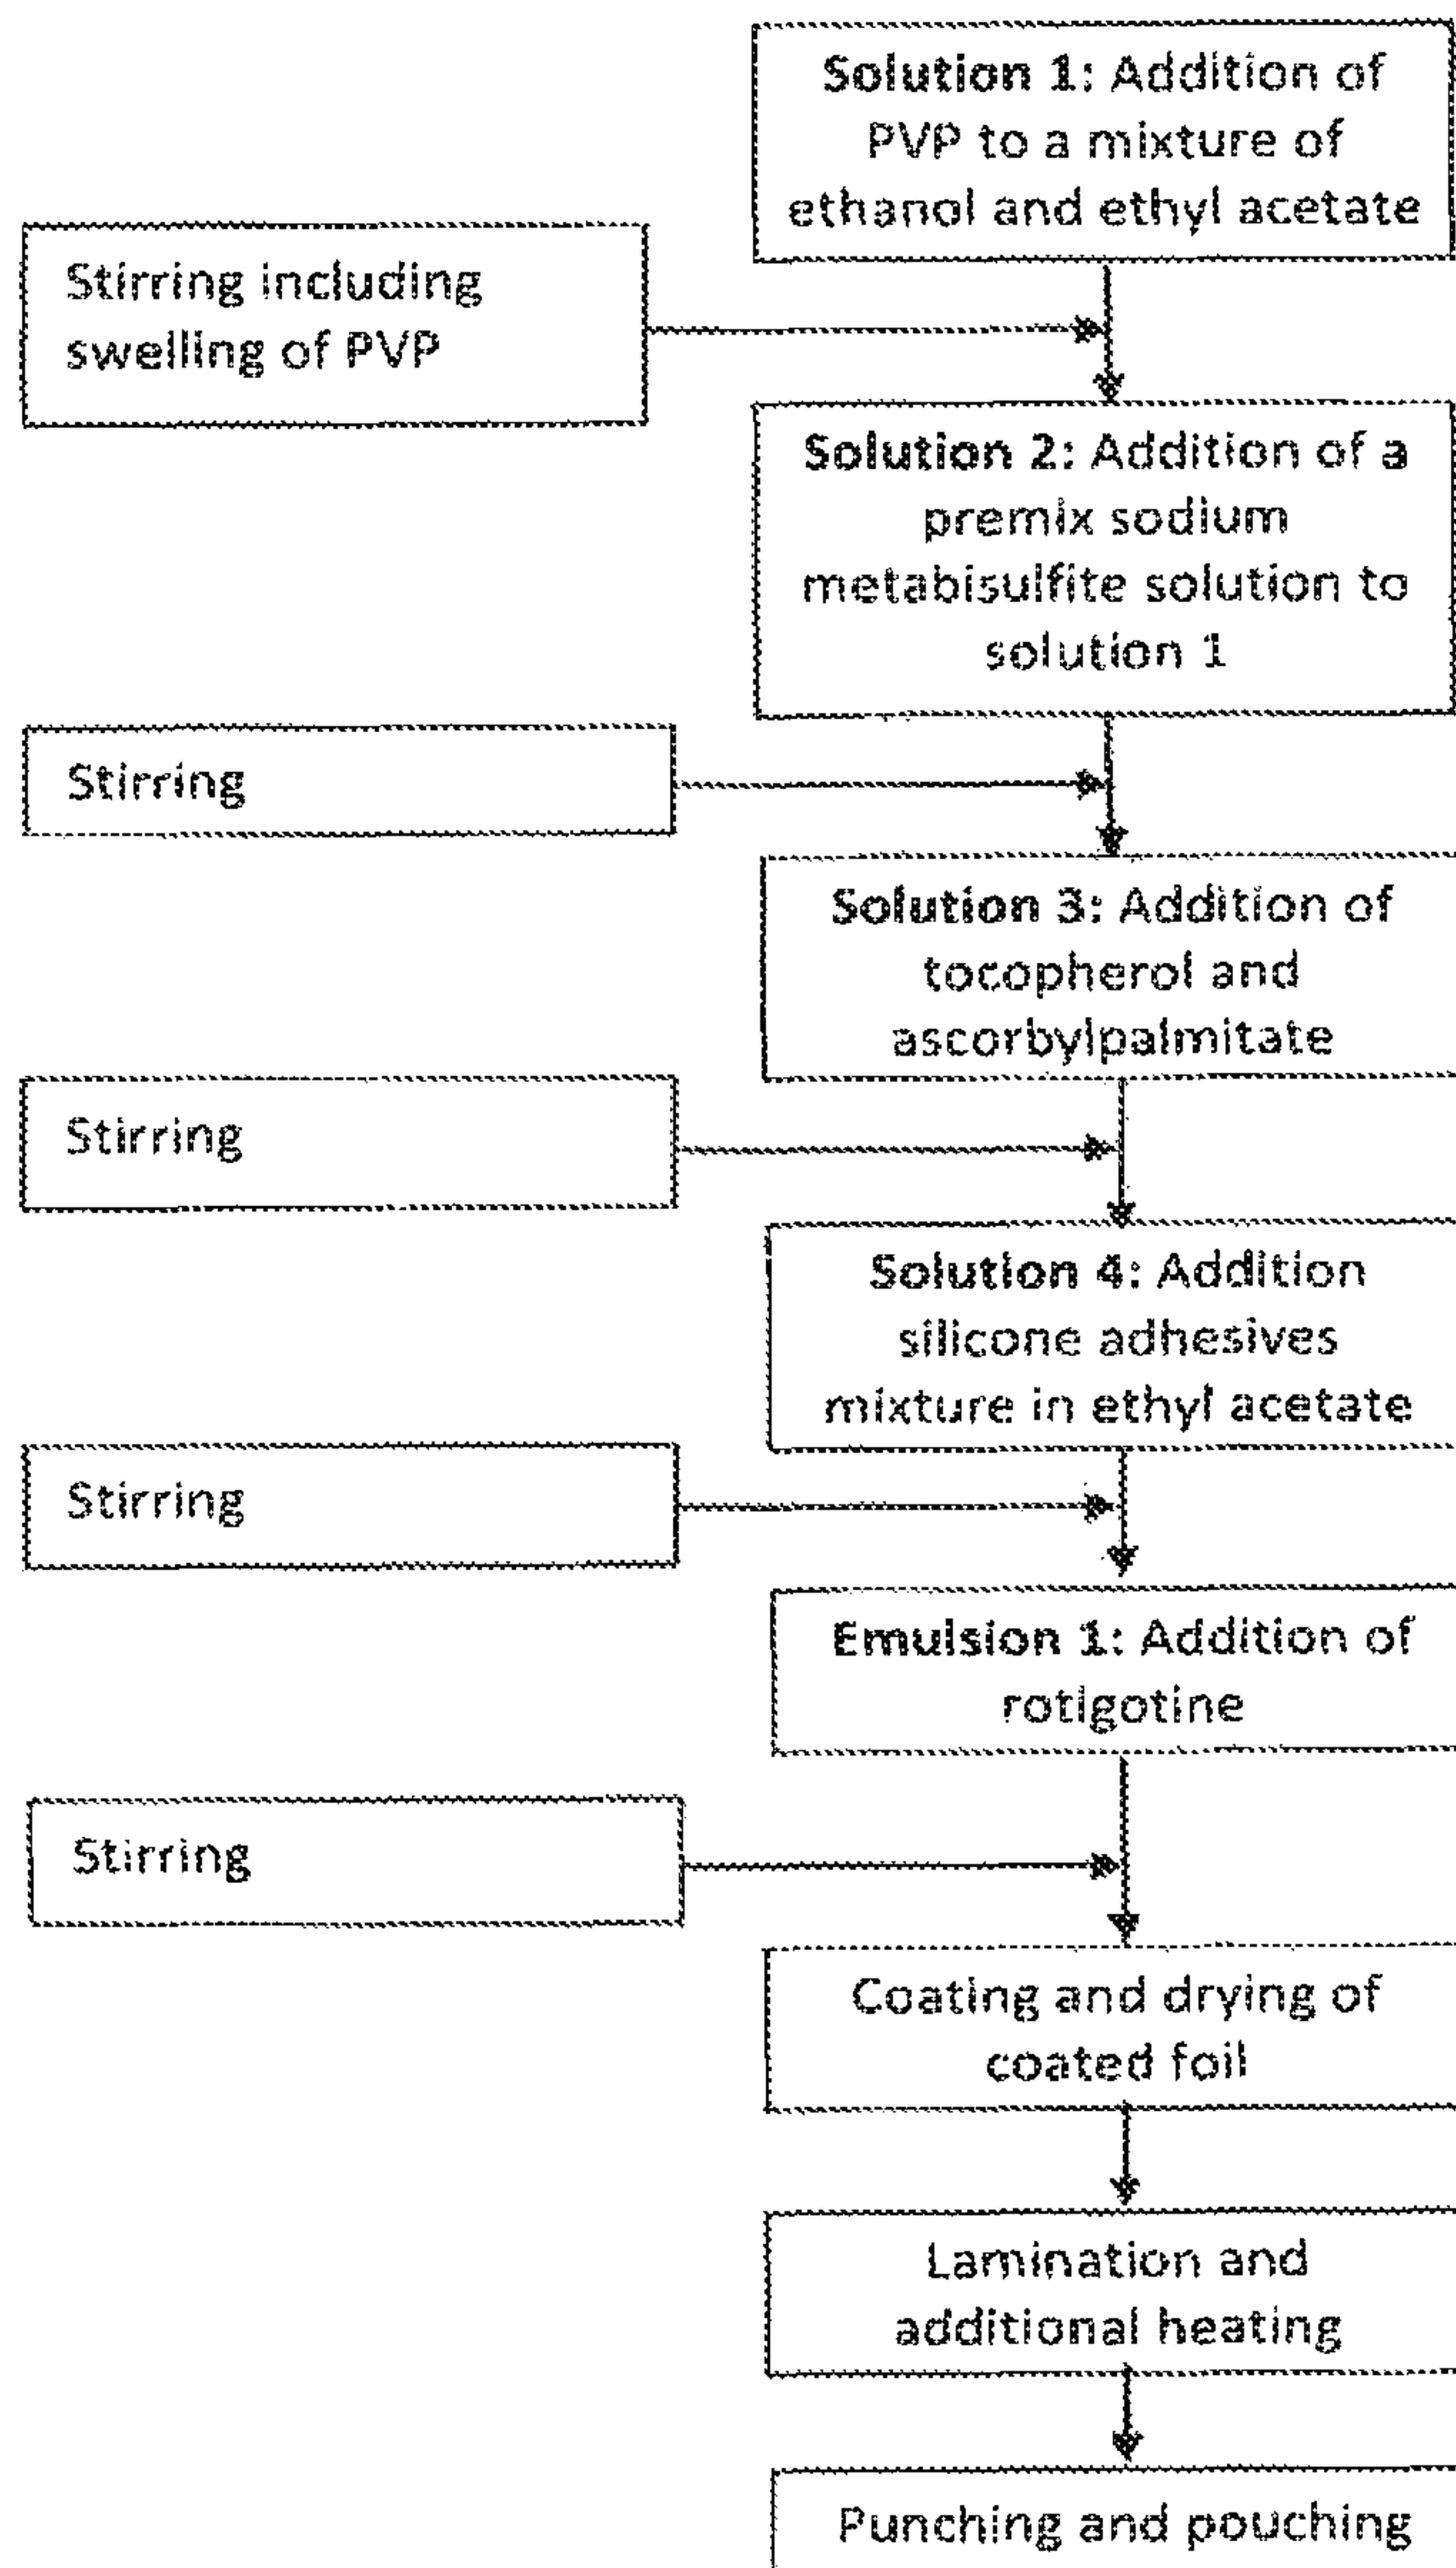 Solution 1: Addition of
PVP to a mixture of
ethanol and ethyl acetate
Stirring including
swelling of PVP
Solution 2: Addition of a
premix sodium
metabisulfite solution to
solution 1
Stirring
Solution 3: Addition of
tocopherol and
ascorbylpalmitate
Stirring
Solution 4: Addition
silicone adhesives
mixture in ethyl acetate
Stirring
Emulsion 1: Addition of
rotigotine
Stirring
Coating and drying of
coated foil
Lamination and
additional heating
Punching and pouching